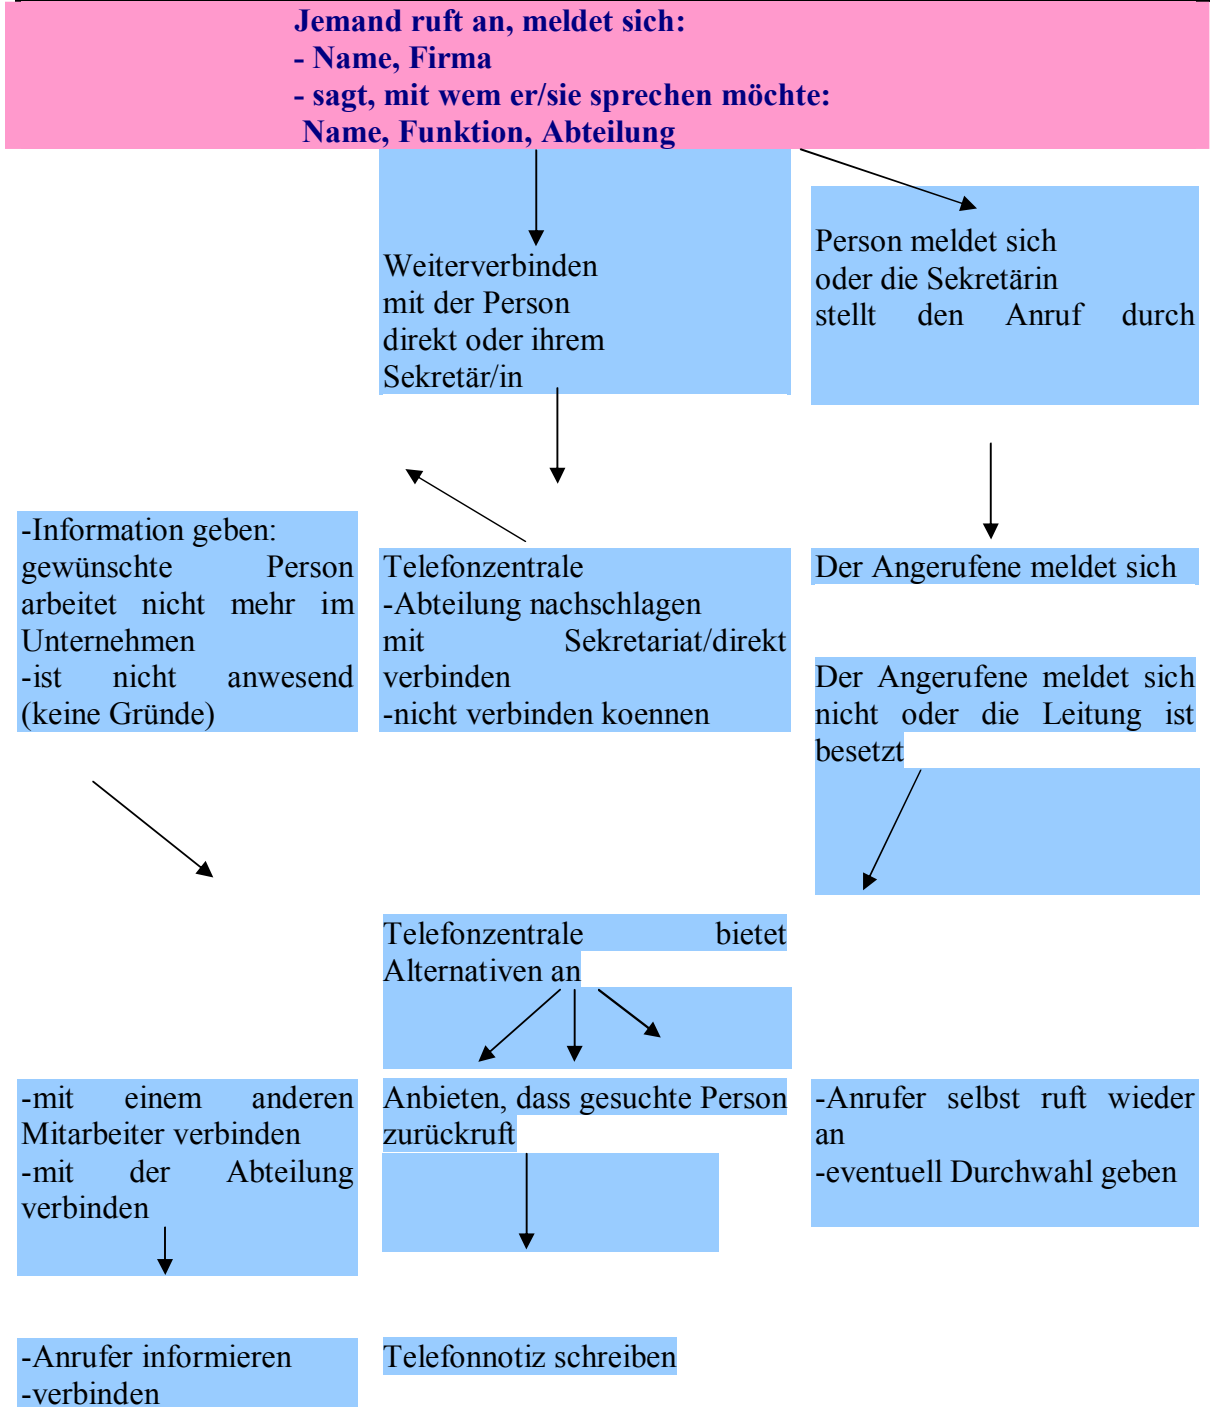 Jemand ruft an, meldet sich:
- Name, Firma
- sagt, mit wem er/sie sprechen möchte:
Name, Funktion, Abteilung
Weiterverbinden
mit der Person
direkt oder ihrem
Sekretär/in
Person meldet sich
oder die Sekretärin
stellt den Anruf durch
-Information geben:
gewünschte Person
arbeitet nicht mehr im
Unternehmen
-ist nicht anwesend
(keine Gründe)
Telefonzentrale
-Abteilung nachschlagen
mit Sekretariat/direkt
verbinden
-nicht verbinden koennen
Der Angerufene meldet sich
Der Angerufene meldet sich
nicht oder die Leitung ist
besetzt
Telefonzentrale bietet
Alternativen an
-mit einem anderen
Mitarbeiter verbinden
-mit der Abteilung
verbinden
Anbieten, dass gesuchte Person
zurückruft
-Anrufer selbst ruft wieder
an
-eventuell Durchwahl geben
-Anrufer informieren
-verbinden
Telefonnotiz schreiben